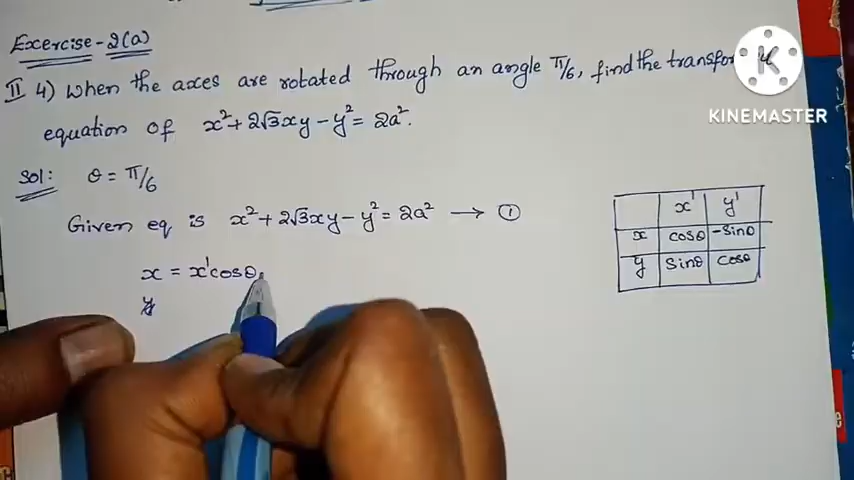 Exercise-2(a)
II 4) When the axes are rotated through an angle π/6, find the transfor
equation of x²+2√3xy-y²=2a².
Sol: θ = π/6
Given eq is x²+2√3xy-y²=2a² → ①
x = x'cosθ
y
x' y'
x cosθ -sinθ
y sinθ cosθ
K
KINEMASTER